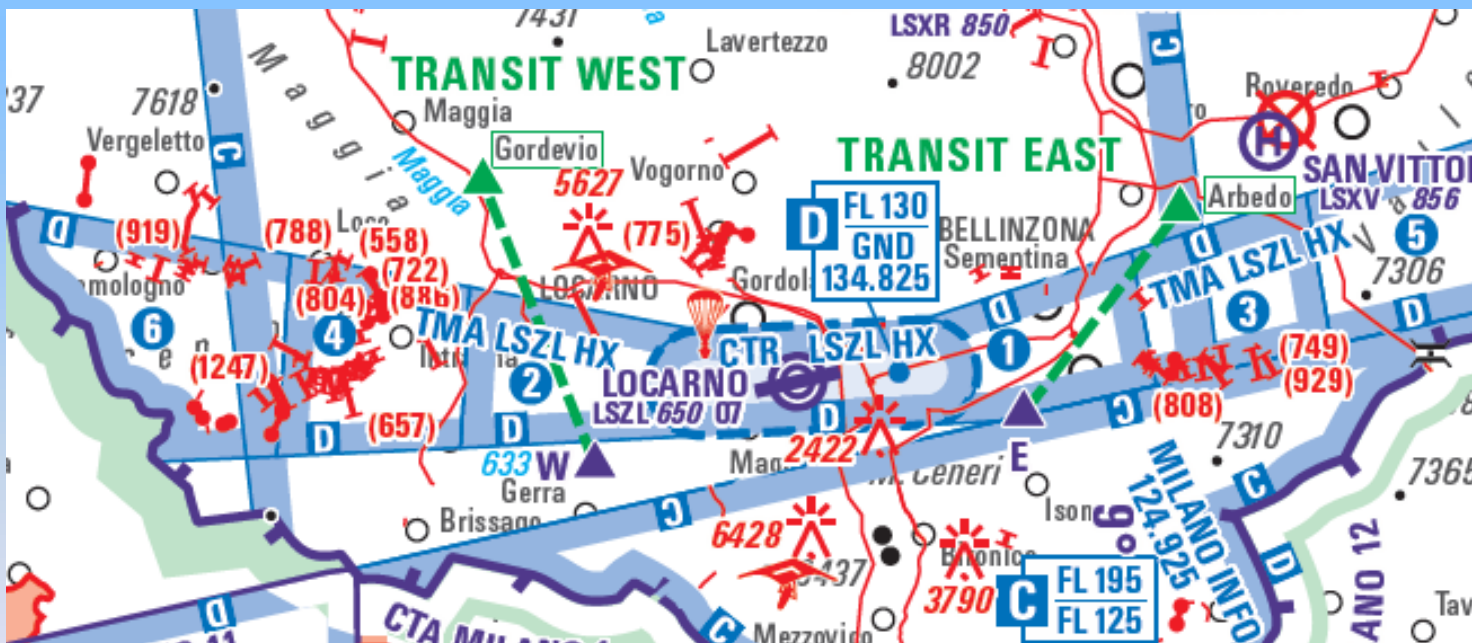 7431
LSXR 850
Lavertezzo
TRANSIT WEST
8002
C
7618
Maggia
Roveredo
Vergeletto
Maggia
C
Gordevio
Vogorno
TRANSIT EAST
H
Maggia
5627
D
FL 130
GND
134.825
Arbedo
SAN VITTOR
LSXV 856
BELLINZONA
Sementina
D
(919)
(788)
(558)
(775)
D
5
(722)
Gordola
TMA LSZL HX
7306
(804)
(886)
LOCARNO
D
3
D
6
4
TMA LSZL HX
CTR LSZL HX
1
(1247)
2
LOCARNO
LSZL 650 07
(749)
(929)
D
D
(657)
D
C
(808)
2422
633
W
E
7310
Gerra
M. Ceneri
MILANO INFO
124.925
7365
Brissago
C
Isone
C
6428
9°
3790
C
FL 195
FL 125
D
D
CTA MILANO
C
Mezzovico